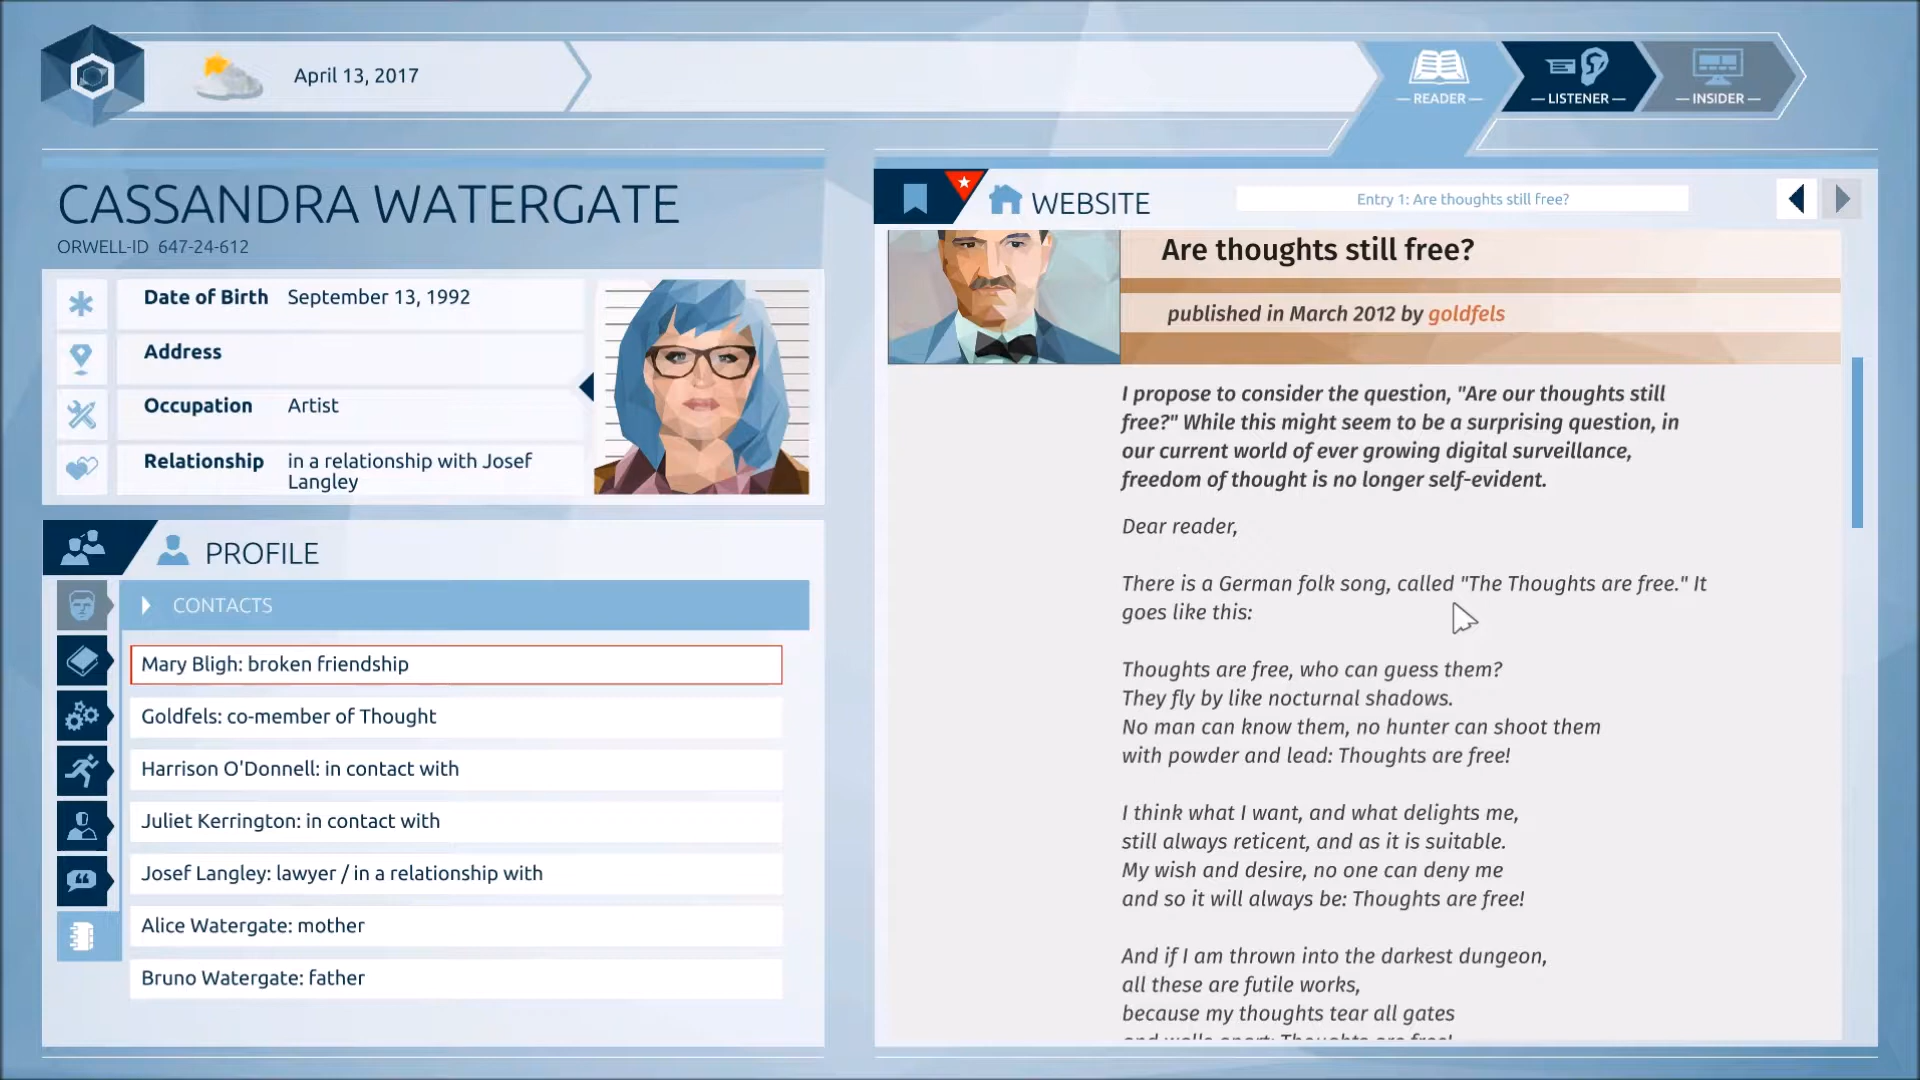 April 13, 2017
— READER —
— LISTENER —
— INSIDER —
CASSANDRA WATERGATE
ORWELL-ID 647-24-612
Date of Birth September 13, 1992
Address
Occupation Artist
Relationship in a relationship with Josef
Langley
PROFILE
CONTACTS
Mary Bligh: broken friendship
Goldfels: co-member of Thought
Harrison O'Donnell: in contact with
Juliet Kerrington: in contact with
Josef Langley: lawyer / in a relationship with
Alice Watergate: mother
Bruno Watergate: father
WEBSITE
Entry 1: Are thoughts still free?
Are thoughts still free?
published in March 2012 by goldfels
I propose to consider the question, "Are our thoughts still
free?" While this might seem to be a surprising question, in
our current world of ever growing digital surveillance,
freedom of thought is no longer self-evident.
Dear reader,
There is a German folk song, called "The Thoughts are free." It
goes like this:
Thoughts are free, who can guess them?
They fly by like nocturnal shadows.
No man can know them, no hunter can shoot them
with powder and lead: Thoughts are free!
I think what I want, and what delights me,
still always reticent, and as it is suitable.
My wish and desire, no one can deny me
and so it will always be: Thoughts are free!
And if I am thrown into the darkest dungeon,
all these are futile works,
because my thoughts tear all gates
and walls apart: Thoughts are free!